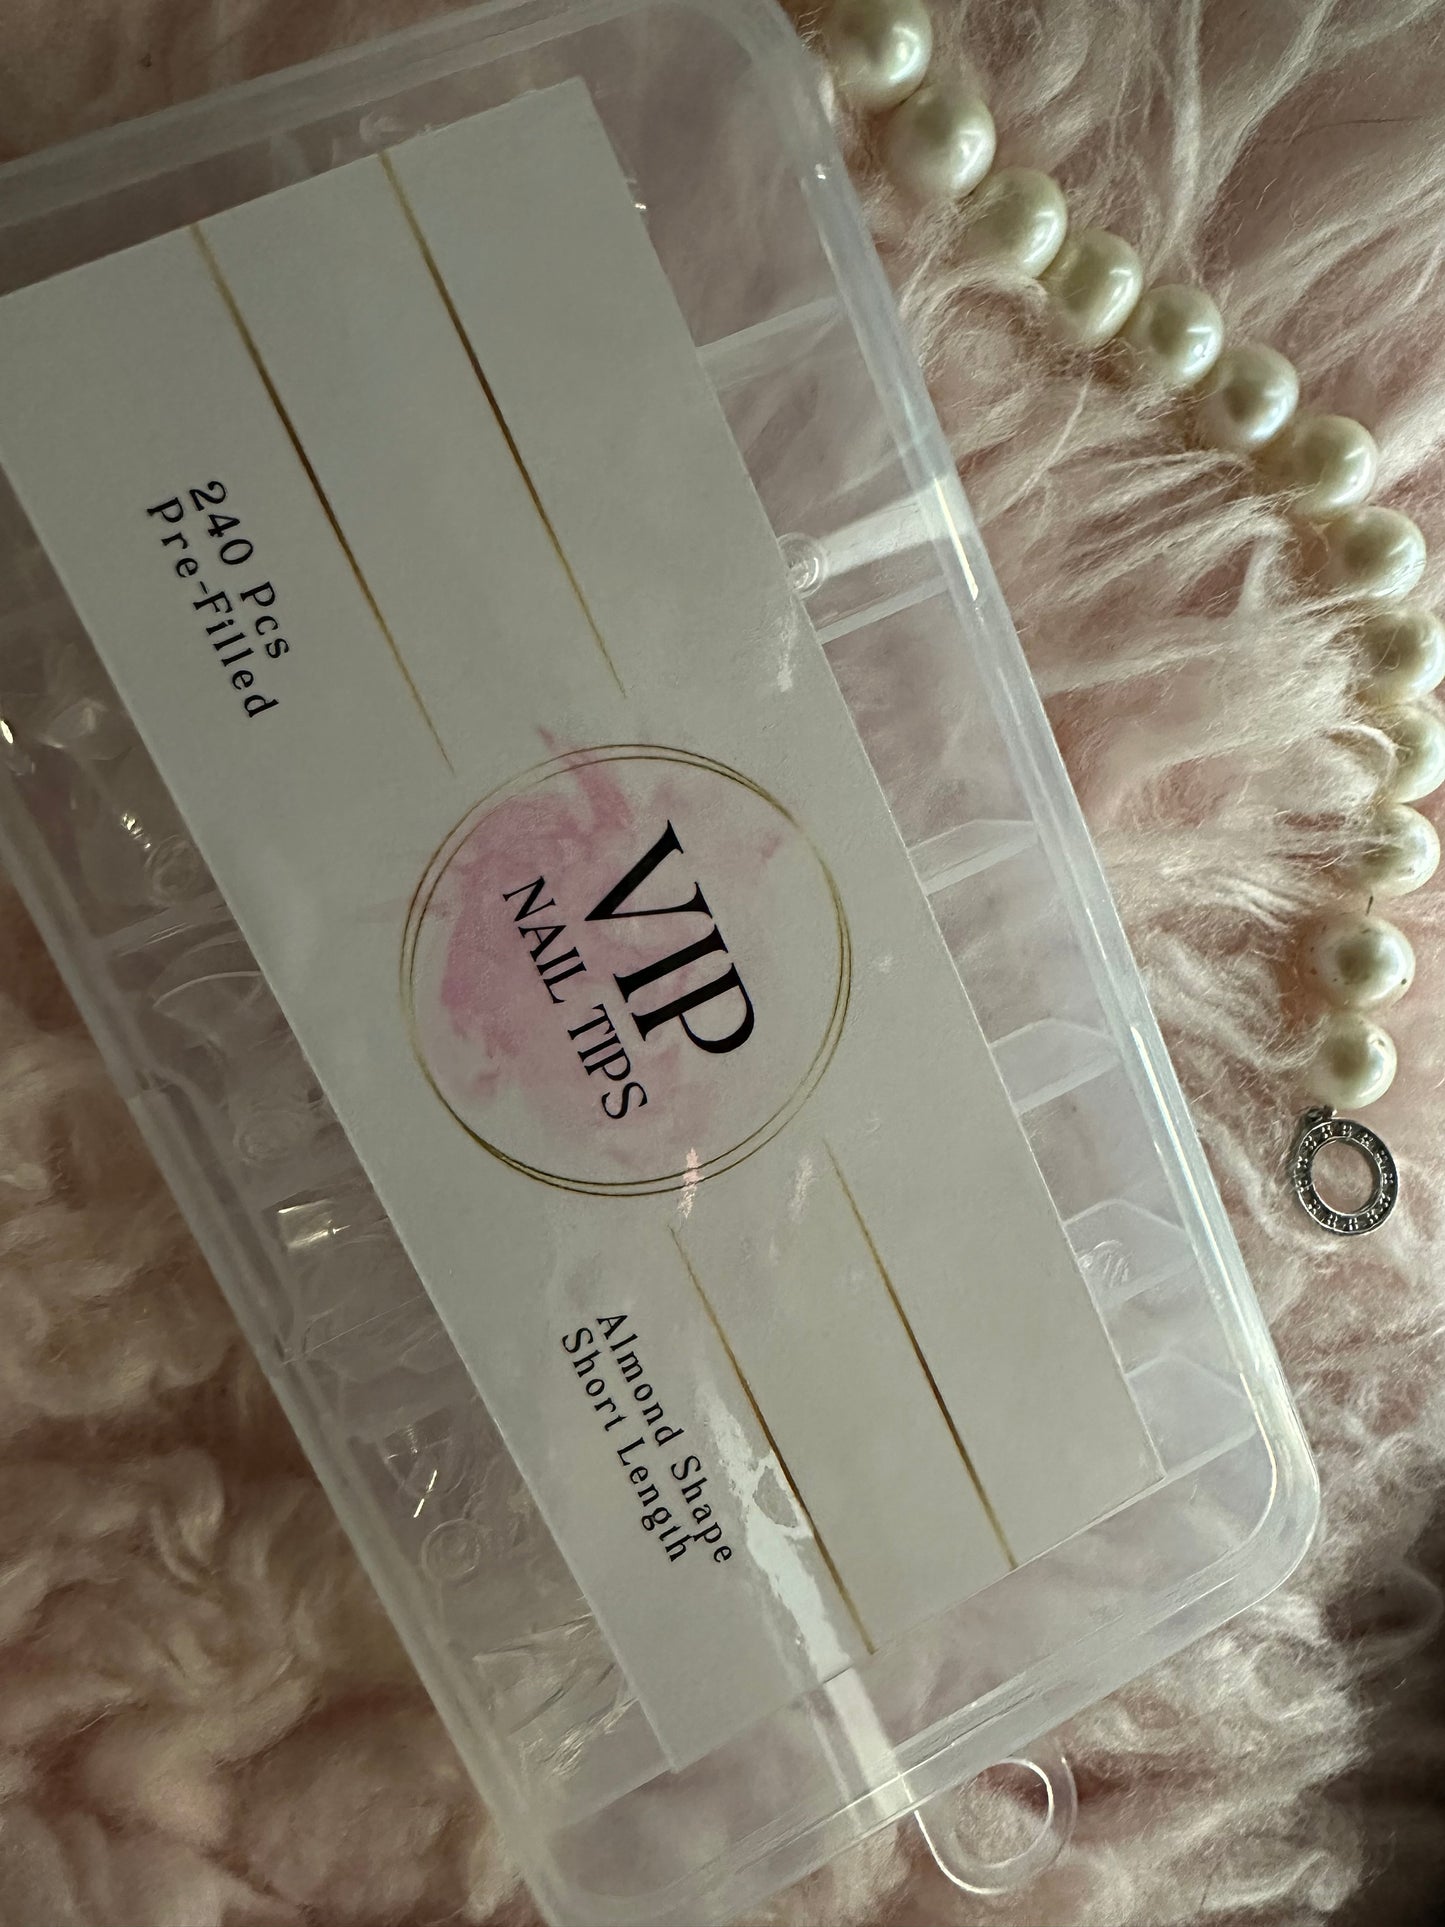 240 Pcs
Pre-Filled
VIP
NAIL TIPS
Almond Shape
Short Length